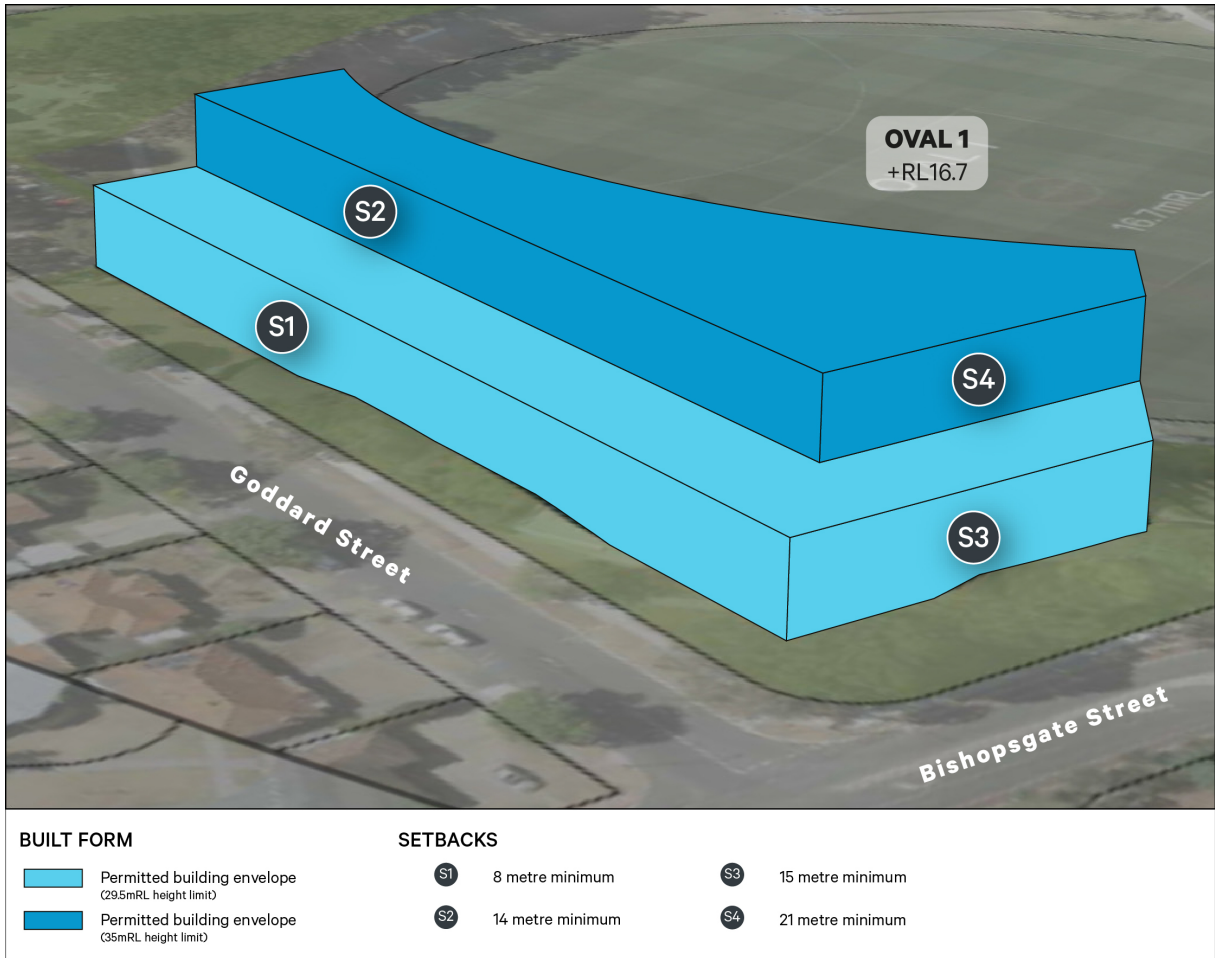 OVAL 1
+RL16.7
16.7mRL
S2
S1
S4
S3
Goddard Street
Bishopsgate Street
BUILT FORM
Permitted building envelope
(29.5mRL height limit)
Permitted building envelope
(35mRL height limit)
SETBACKS
S1 8 metre minimum
S2 14 metre minimum
S3 15 metre minimum
S4 21 metre minimum